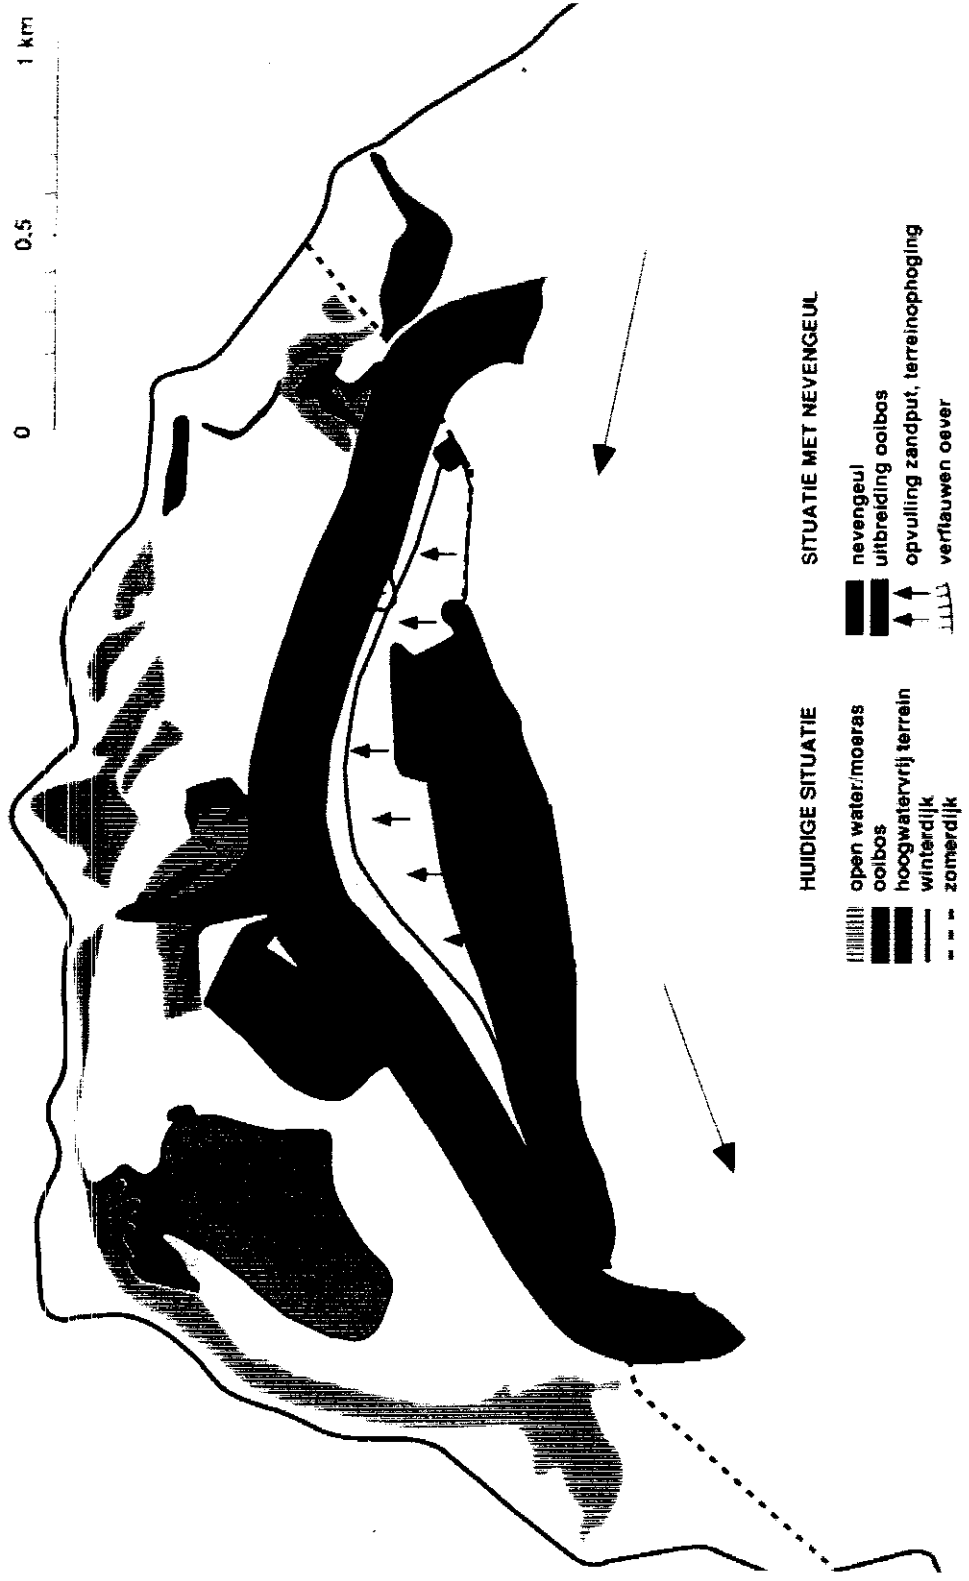 0 0.5 1 km
HUIDIGE SITUATIE
open water/moeras
ooibos
hoogwatervrij terrein
winterdijk
zomerdijk
SITUATIE MET NEVENGEUL
nevengeul
uitbreiding ooibos
opvulling zandput, terreinophoging
verflauwen oever